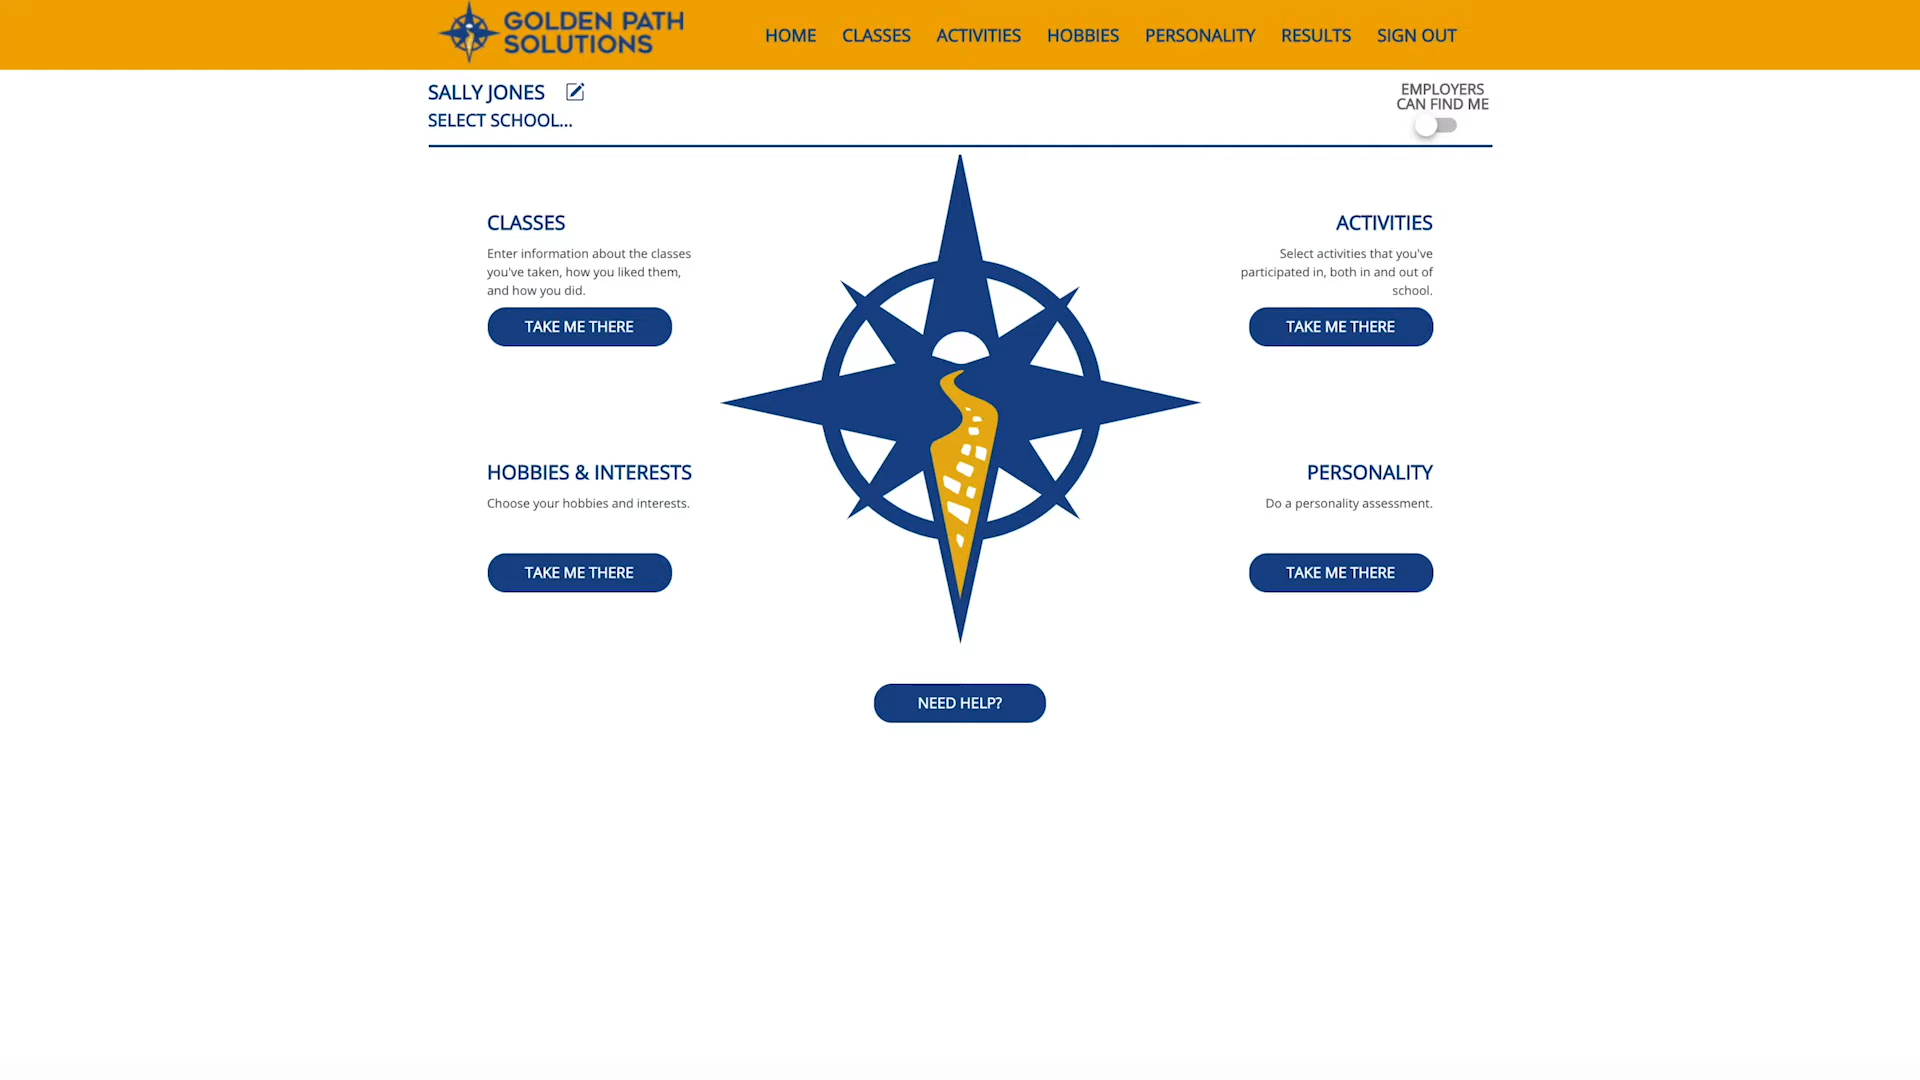 GOLDEN PATH
SOLUTIONS
HOME CLASSES ACTIVITIES HOBBIES PERSONALITY RESULTS SIGN OUT
SALLY JONES
SELECT SCHOOL...
EMPLOYERS
CAN FIND ME
CLASSES
Enter information about the classes
you've taken, how you liked them,
and how you did.
TAKE ME THERE
ACTIVITIES
Select activities that you've
participated in, both in and out of
school.
TAKE ME THERE
HOBBIES & INTERESTS
Choose your hobbies and interests.
TAKE ME THERE
PERSONALITY
Do a personality assessment.
TAKE ME THERE
NEED HELP?